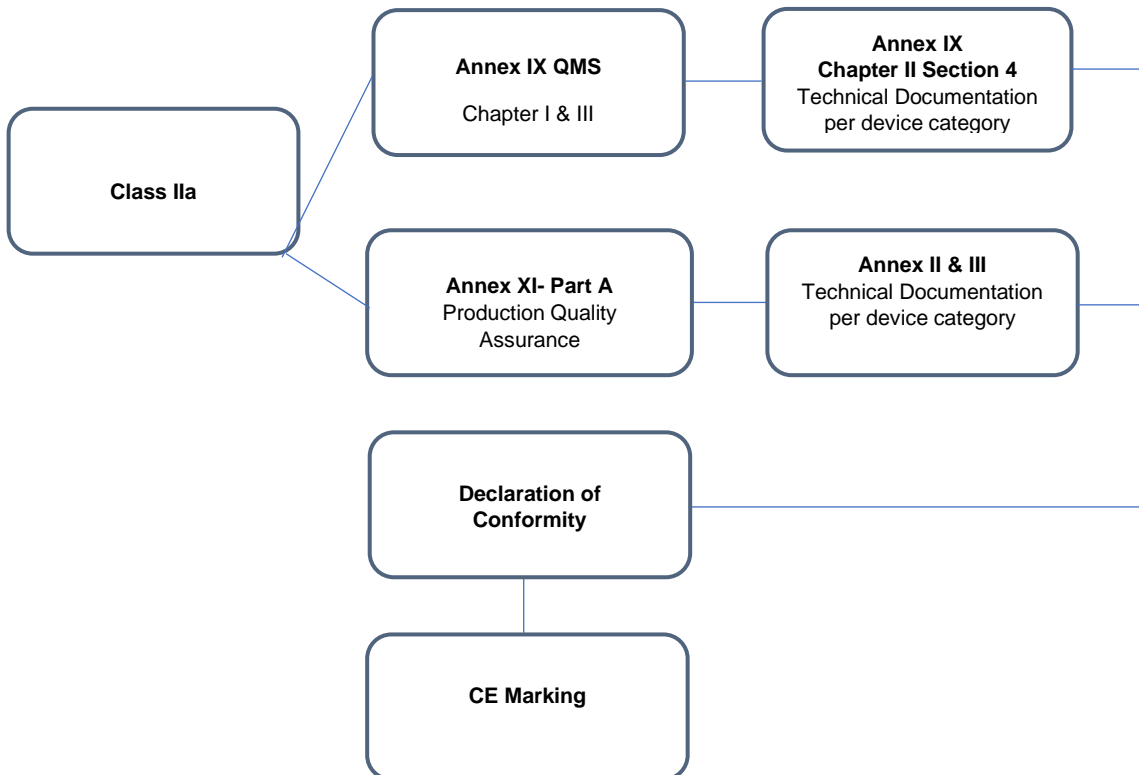 Class IIa
Annex IX QMS
Chapter I & III
Annex IX
Chapter II Section 4
Technical Documentation
per device category
Annex XI- Part A
Production Quality
Assurance
Annex II & III
Technical Documentation
per device category
Declaration of
Conformity
CE Marking